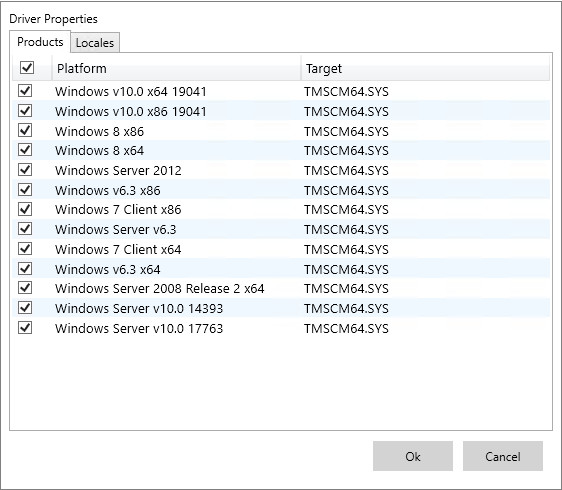 Driver Properties
Products Locales
Platform Target
Windows v10.0 x64 19041 TMSCM64.SYS
Windows v10.0 x86 19041 TMSCM64.SYS
Windows 8 x86 TMSCM64.SYS
Windows 8 x64 TMSCM64.SYS
Windows Server 2012 TMSCM64.SYS
Windows v6.3 x86 TMSCM64.SYS
Windows 7 Client x86 TMSCM64.SYS
Windows Server v6.3 TMSCM64.SYS
Windows 7 Client x64 TMSCM64.SYS
Windows v6.3 x64 TMSCM64.SYS
Windows Server 2008 Release 2 x64 TMSCM64.SYS
Windows Server v10.0 14393 TMSCM64.SYS
Windows Server v10.0 17763 TMSCM64.SYS
Ok Cancel